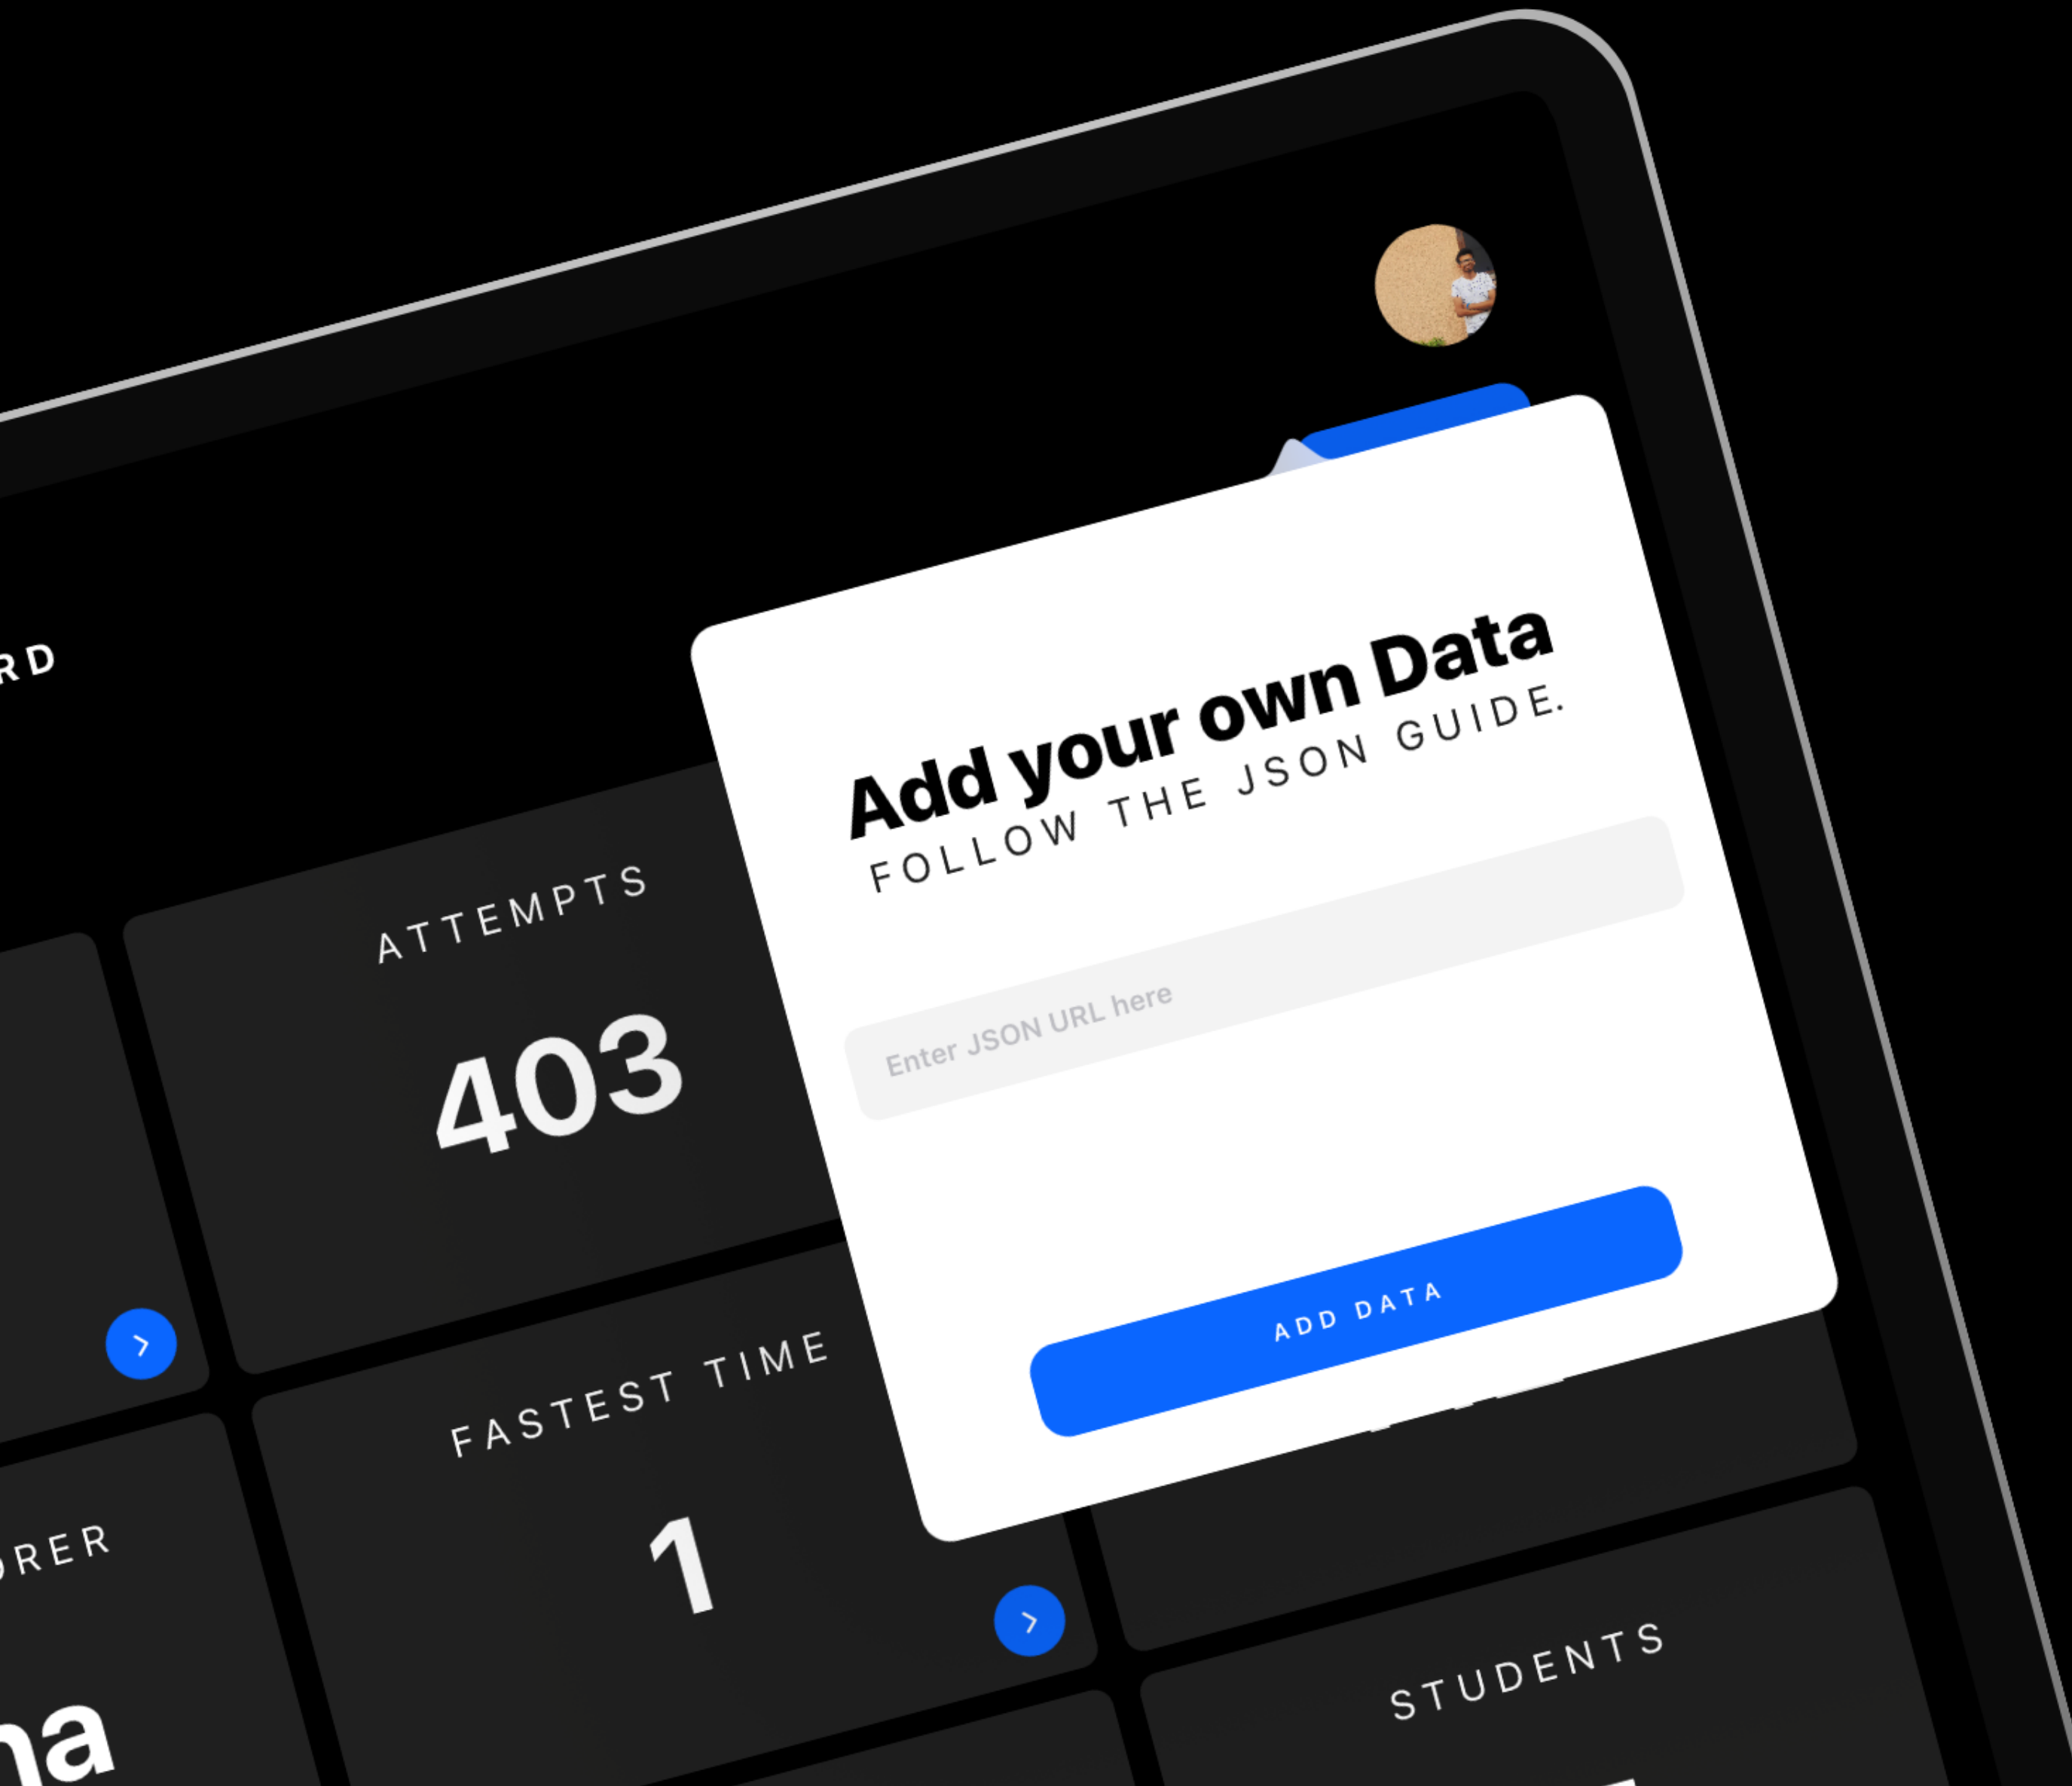 RD
Add your own Data
FOLLOW THE JSON GUIDE.
Enter JSON URL here
ADD DATA
ATTEMPTS
403
FASTEST TIME
1
ORER
na
STUDENTS